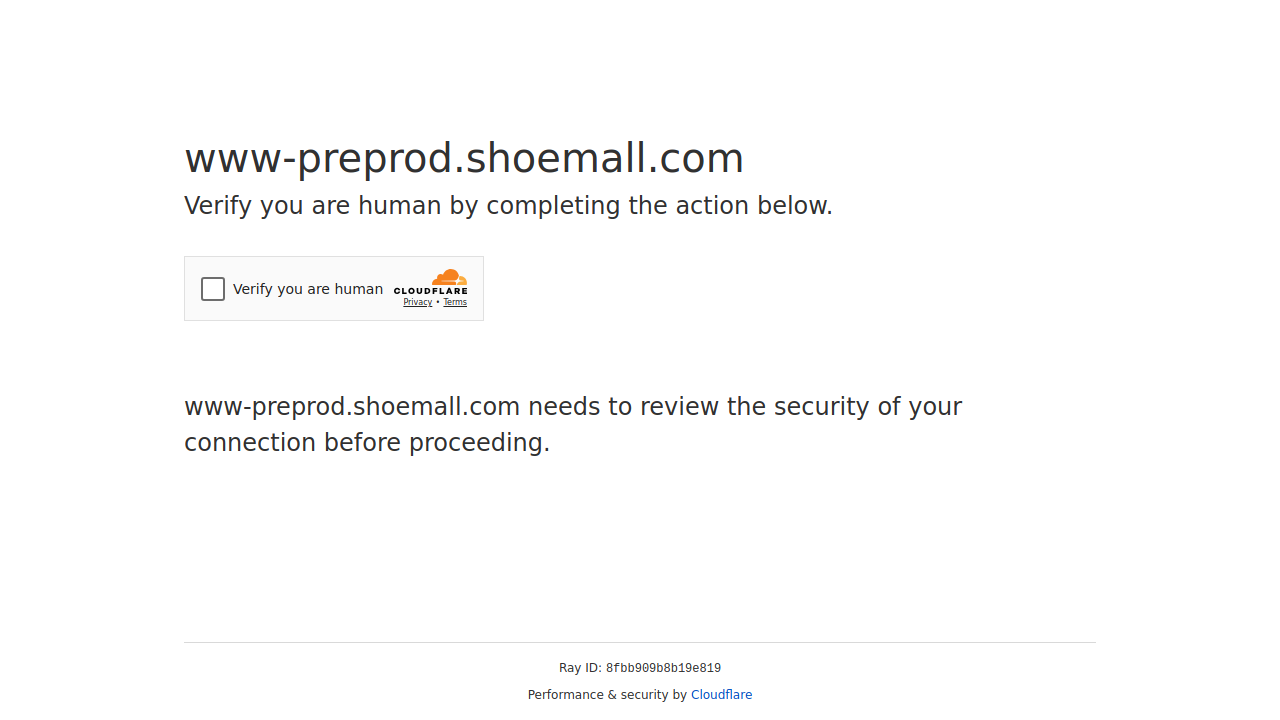 www-preprod.shoemall.com
Verify you are human by completing the action below.
Verify you are human
CLOUDFLARE
Privacy • Terms
www-preprod.shoemall.com needs to review the security of your
connection before proceeding.
Ray ID: 8fbb909b8b19e819
Performance & security by Cloudflare